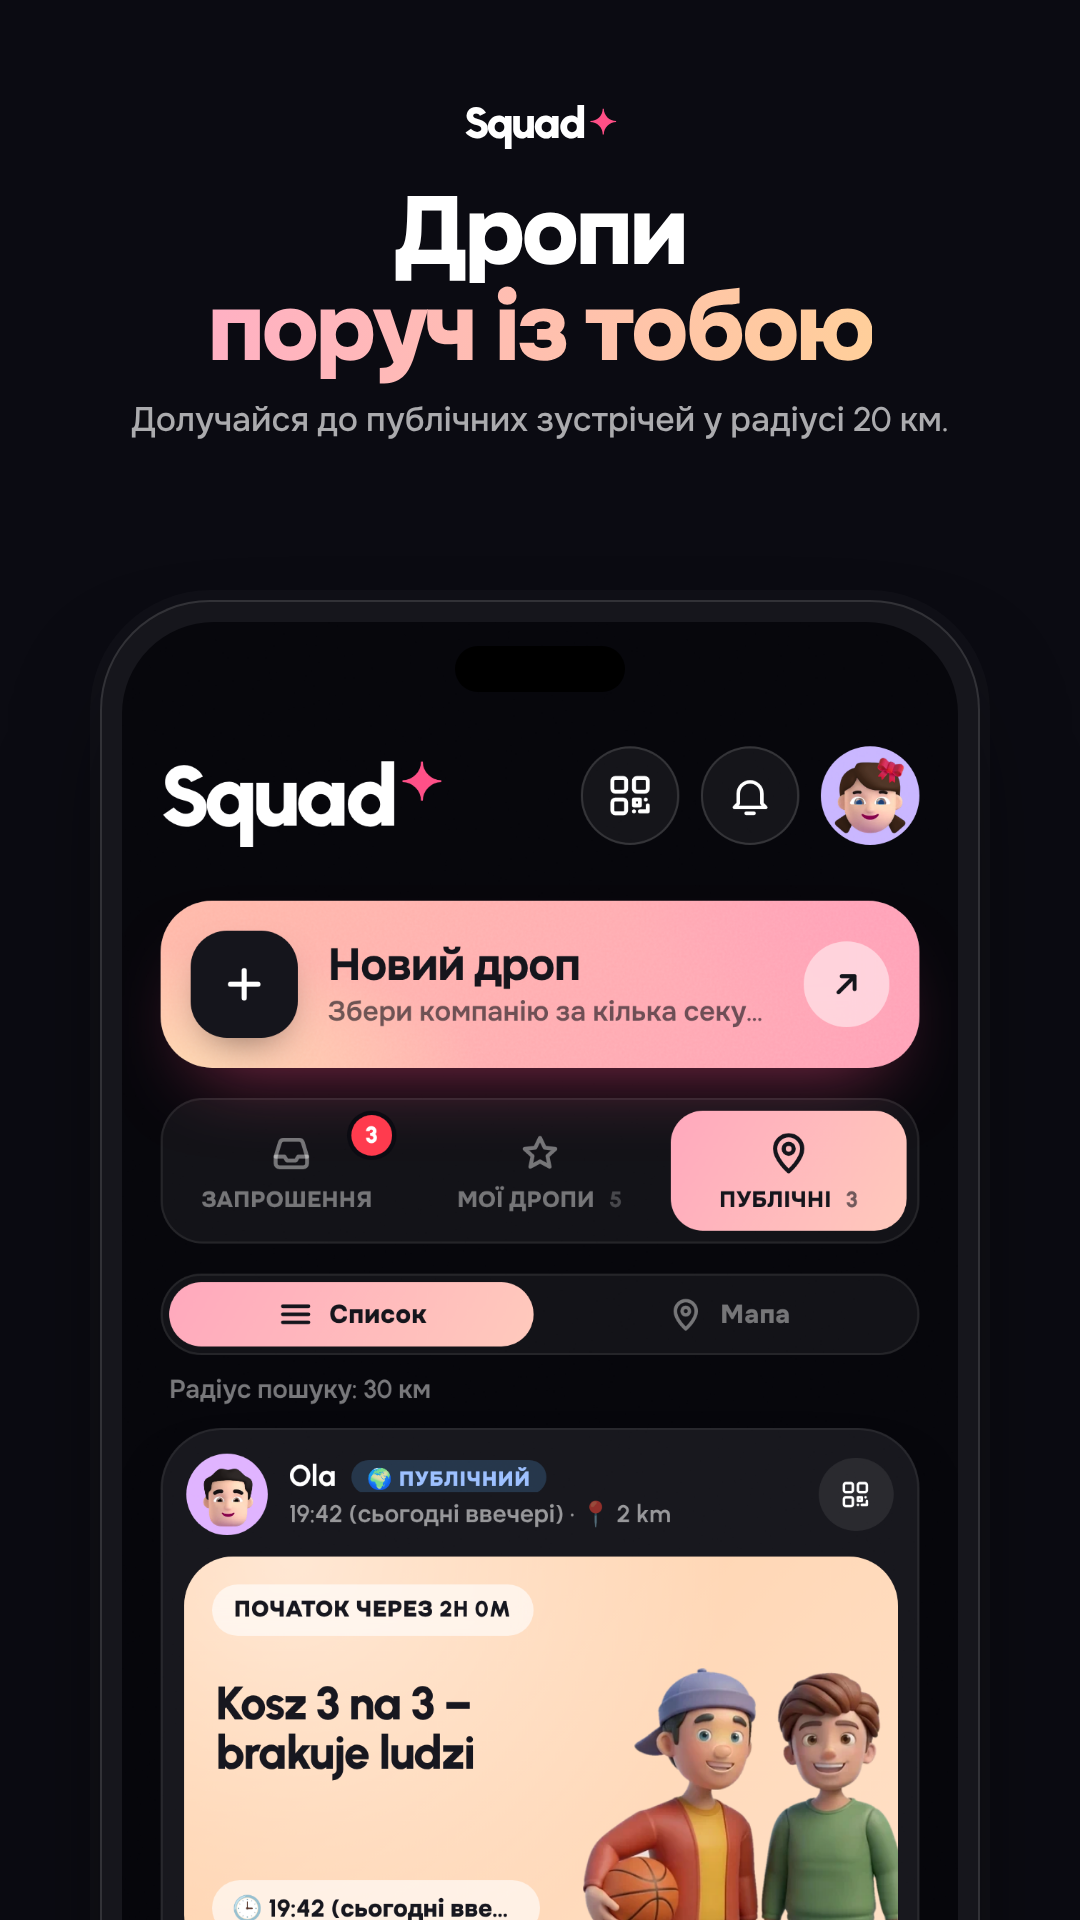 Squad
Дропи
поруч із тобою
Долучайся до публічних зустрічей у радіусі 20 км.
Squad
Новий дроп
Збери компанію за кілька секу...
3
ЗАПРОШЕННЯ
МОЇ ДРОПИ 5
ПУБЛІЧНІ 3
Список
Мапа
Радіус пошуку: 30 км
Ola 🌍 ПУБЛІЧНИЙ
19:42 (сьогодні ввечері) · 📍 2 km
ПОЧАТОК ЧЕРЕЗ 2H 0M
Kosz 3 na 3 –
brakuje ludzi
🕒 19:42 (сьогодні вве...